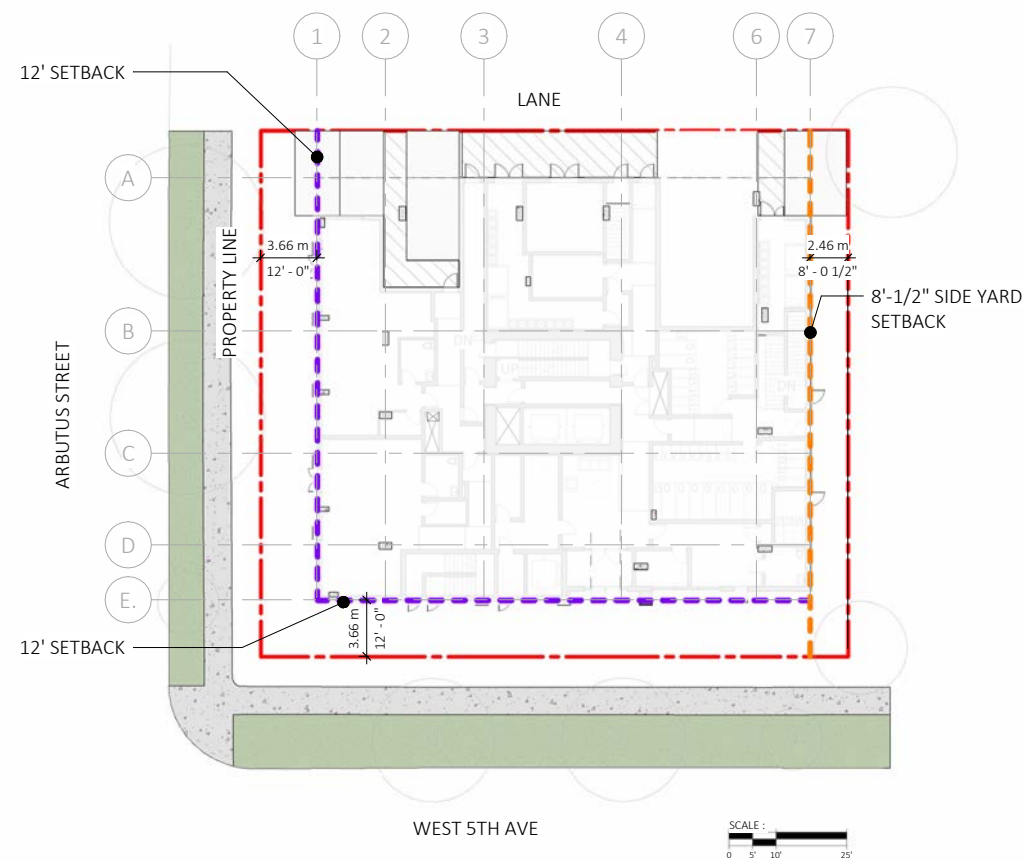 1
2
3
4
6
7
12' SETBACK
LANE
A
PROPERTY LINE
3.66 m
12' - 0"
2.46 m
8' - 0 1/2"
8'-1/2" SIDE YARD
SETBACK
B
DN
UP
DN
ARBUTUS STREET
C
D
E.
3.66 m
12' - 0"
12' SETBACK
WEST 5TH AVE
SCALE :
0
5'
10'
25'